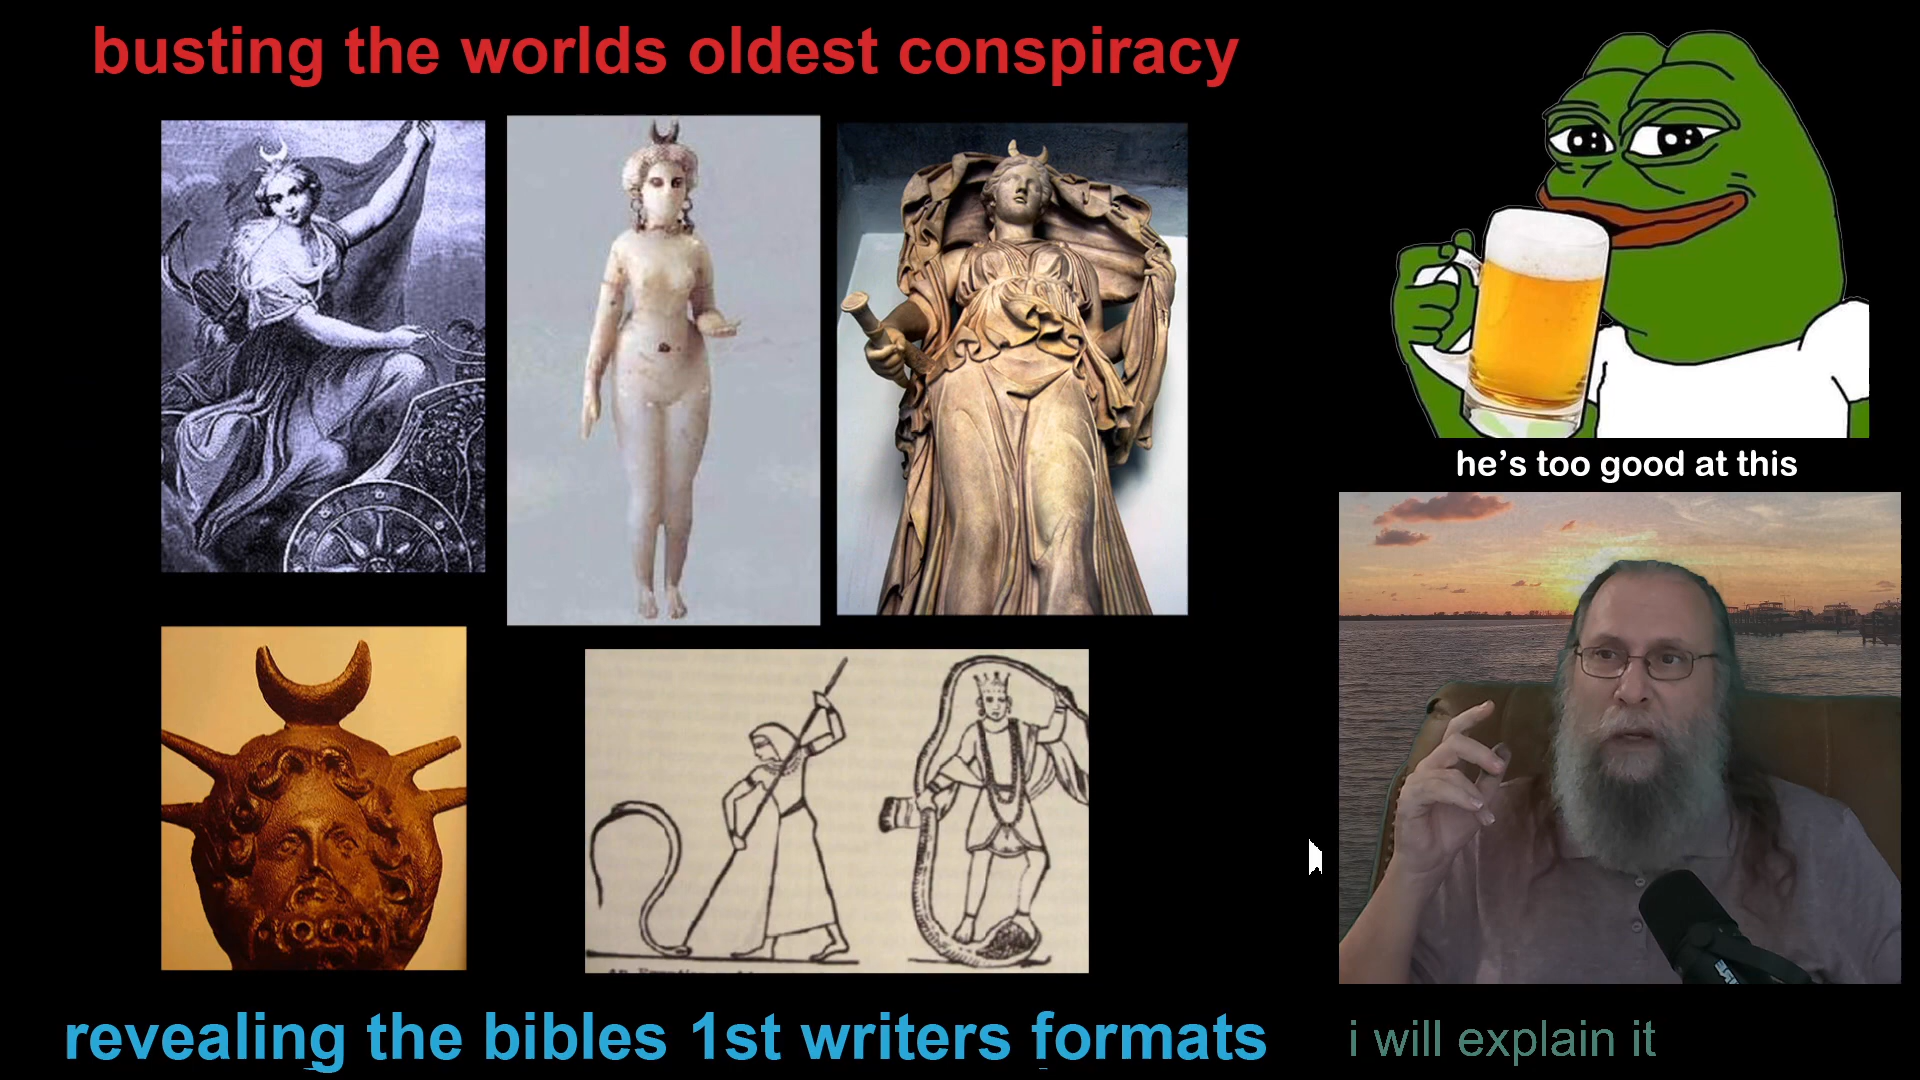 busting the worlds oldest conspiracy
he's too good at this
revealing the bibles 1st writers formats
i will explain it